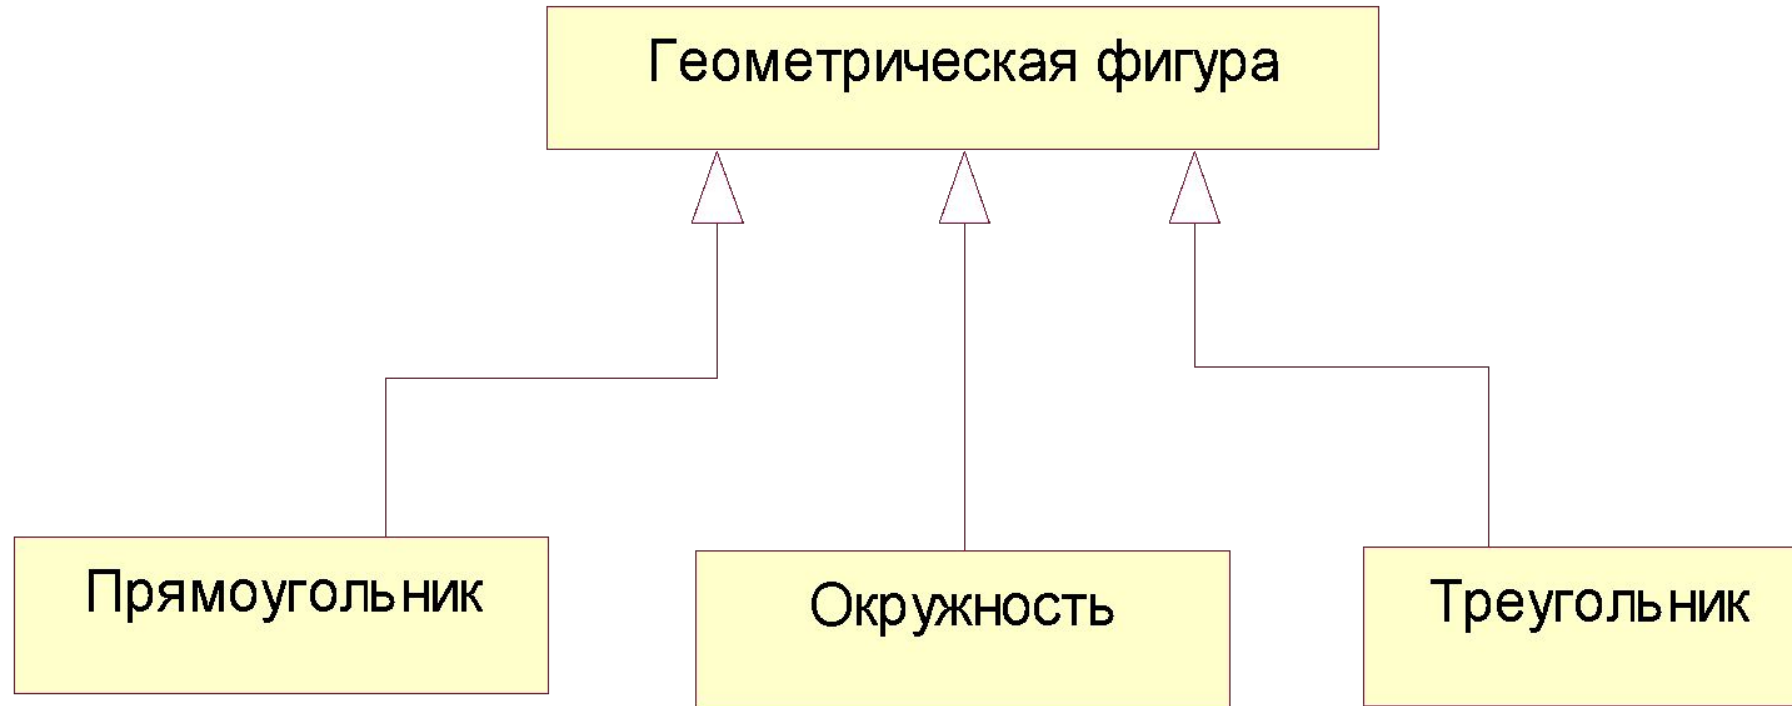 Геометрическая фигура
Прямоугольник
Окружность
Треугольник